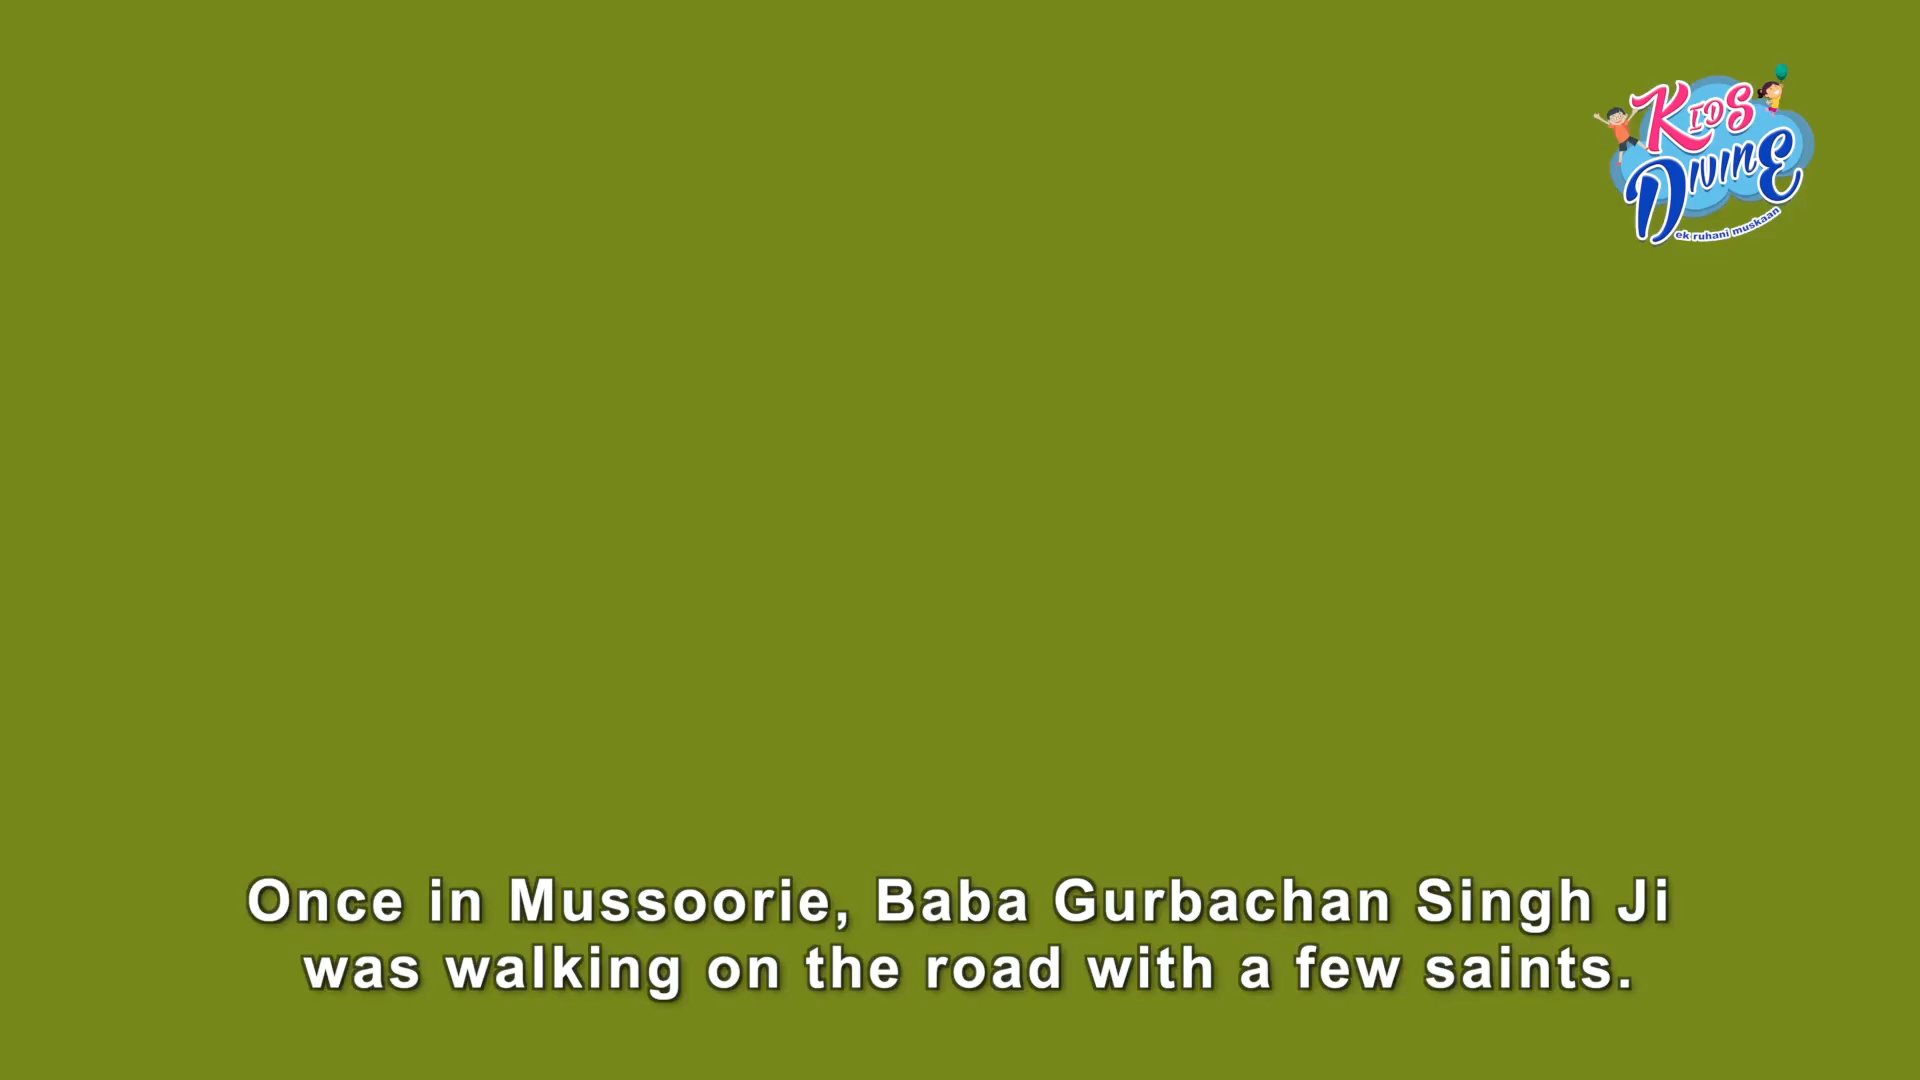 KIDS
DIVINE
ek ruhani muskaan
Once in Mussoorie, Baba Gurbachan Singh Ji
was walking on the road with a few saints.